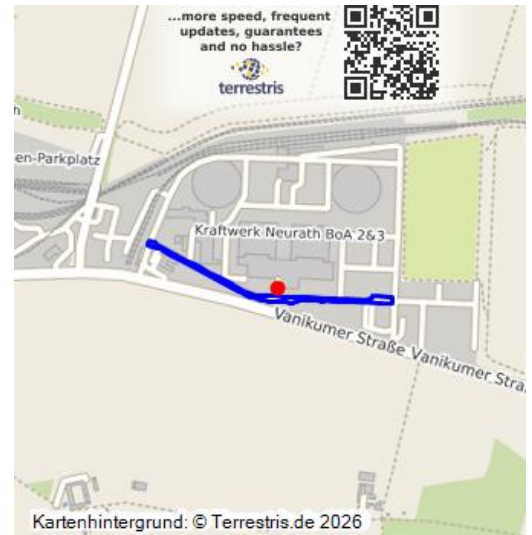 ...more speed, frequent
updates, guarantees
and no hassle?
terrestris
h
en-Parkplatz
Kraftwerk Neurath BoA 2&3
Vanikumer Straße Vanikumer Stra
Kartenhintergrund: © Terrestris.de 2026